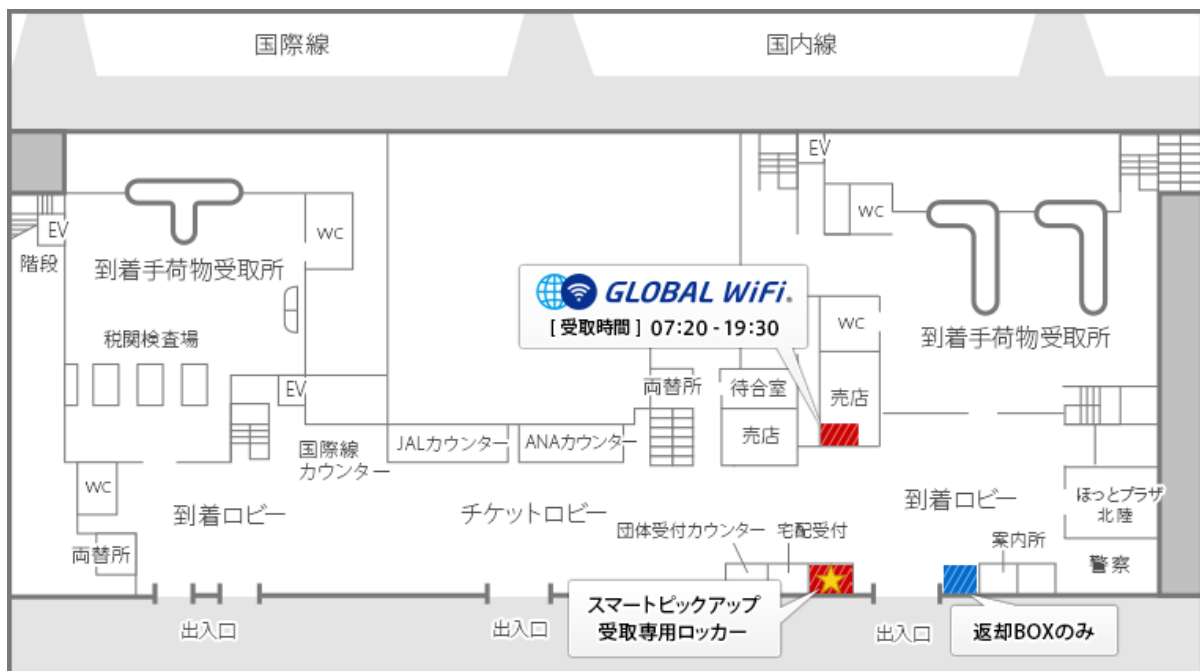 国際線
国内線
EV
WC
EV
WC
階段
到着手荷物受取所
GLOBAL WiFi®
[ 受取時間 ] 07:20 - 19:30
WC
到着手荷物受取所
税関検査場
EV
両替所
待合室
売店
売店
国際線
カウンター
JALカウンター
ANAカウンター
WC
到着ロビー
チケットロビー
到着ロビー
ほっとプラザ
北陸
団体受付カウンター
宅配受付
案内所
両替所
警察
スマートピックアップ
受取専用ロッカー
返却BOXのみ
出入口
出入口
出入口